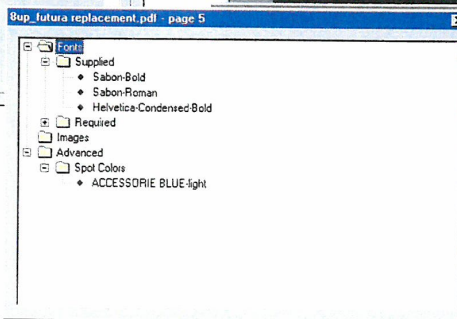 8up_futura replacement.pdf - page 5
Fonts
Supplied
Sabon-Bold
Sabon-Roman
Helvetica-Condensed-Bold
Required
Images
Advanced
Spot Colors
ACCESSORIE BLUE-light